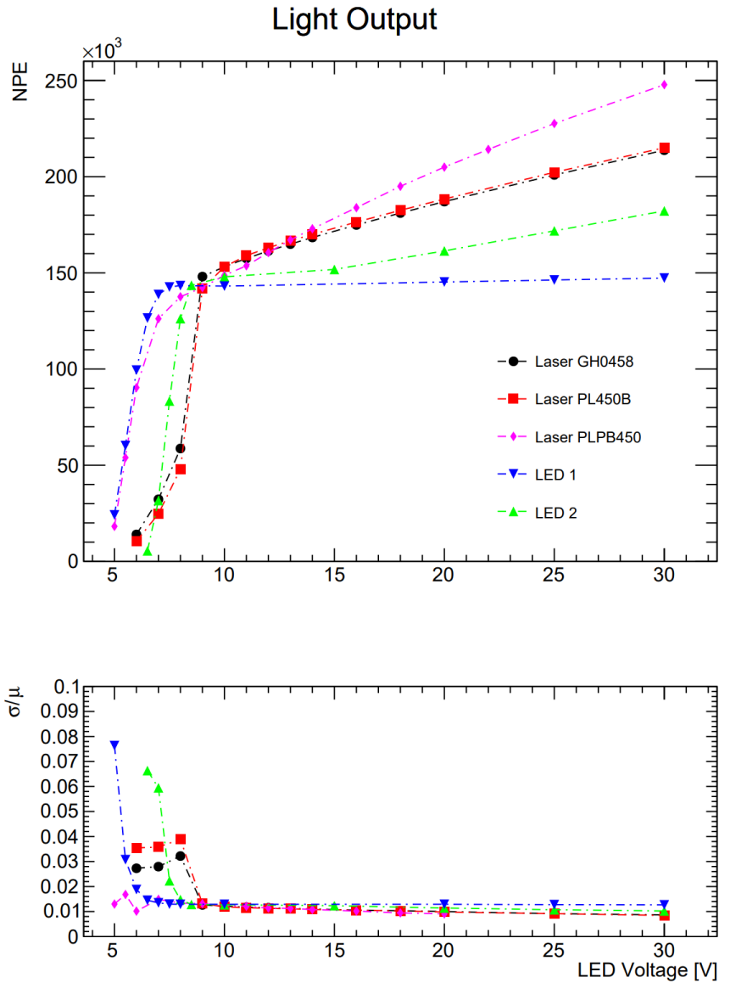 Light Output
×10³
NPE
250
200
150
100
50
0
Laser GH0458
Laser PL450B
Laser PLPB450
LED 1
LED 2
5 10 15 20 25 30
σ/μ
0.1
0.09
0.08
0.07
0.06
0.05
0.04
0.03
0.02
0.01
0
5 10 15 20 25 30
LED Voltage [V]